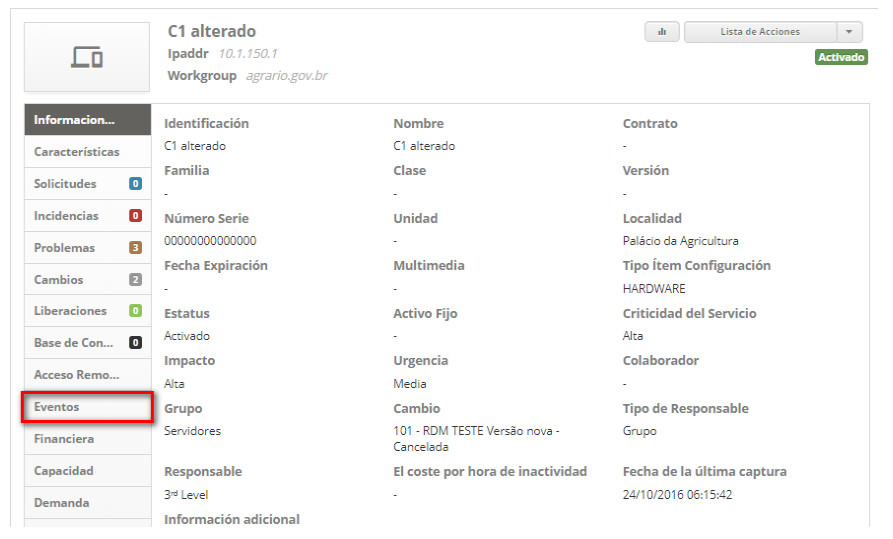 C1 alterado
Ipaddr 10.1.150.1
Workgroup agrario.gov.br
Lista de Acciones
Activado
Informacion...
Características
Solicitudes 0
Incidencias 0
Problemas 3
Cambios 2
Liberaciones 0
Base de Con... 0
Acceso Remo...
Eventos
Financiera
Capacidad
Demanda
Identificación Nombre Contrato
C1 alterado C1 alterado -
Familia Clase Versión
- - -
Número Serie Unidad Localidad
00000000000000 - Palácio da Agricultura
Fecha Expiración Multimedia Tipo Ítem Configuración
- - HARDWARE
Estatus Activo Fijo Criticidad del Servicio
Activado - Alta
Impacto Urgencia Colaborador
Alta Media -
Grupo Cambio Tipo de Responsable
Servidores 101 - RDM TESTE Versão nova - Grupo
Cancelada
Responsable El coste por hora de inactividad Fecha de la última captura
3rd Level - 24/10/2016 06:15:42
Información adicional